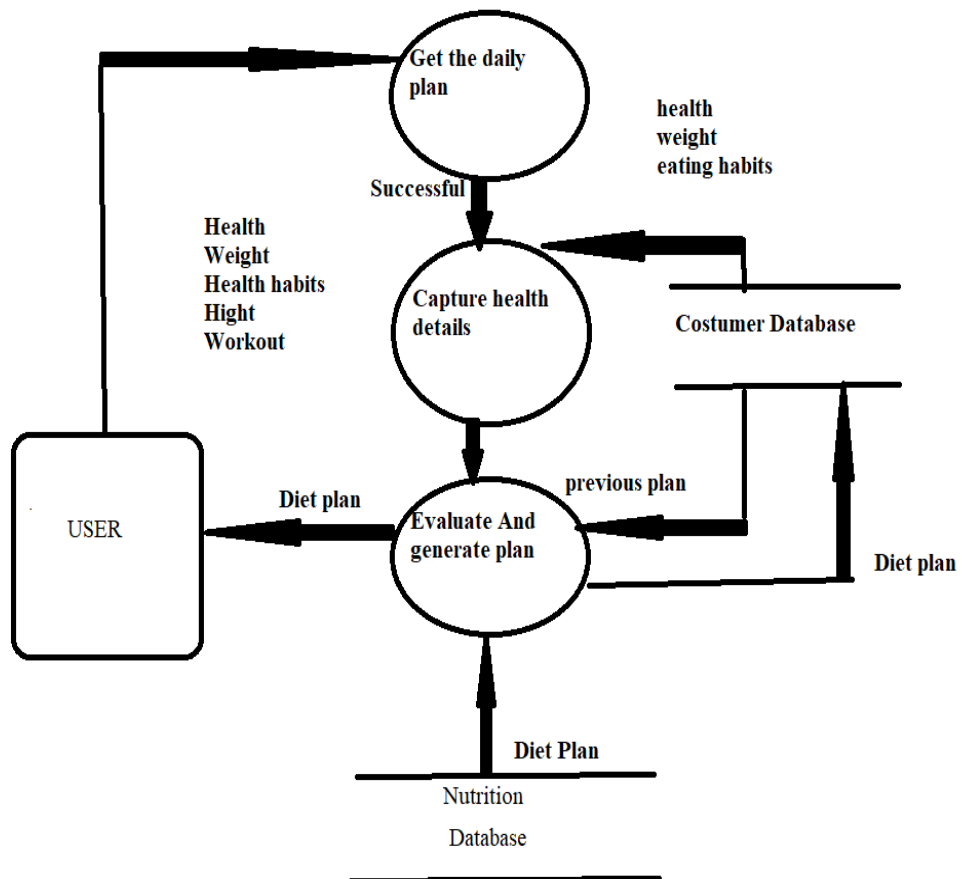 Get the daily
plan
health
weight
eating habits
Successful
Health
Weight
Health habits
Hight
Workout
Capture health
details
Costumer Database
previous plan
Diet plan
Evaluate And
generate plan
USER
Diet plan
Diet Plan
Nutrition
Database